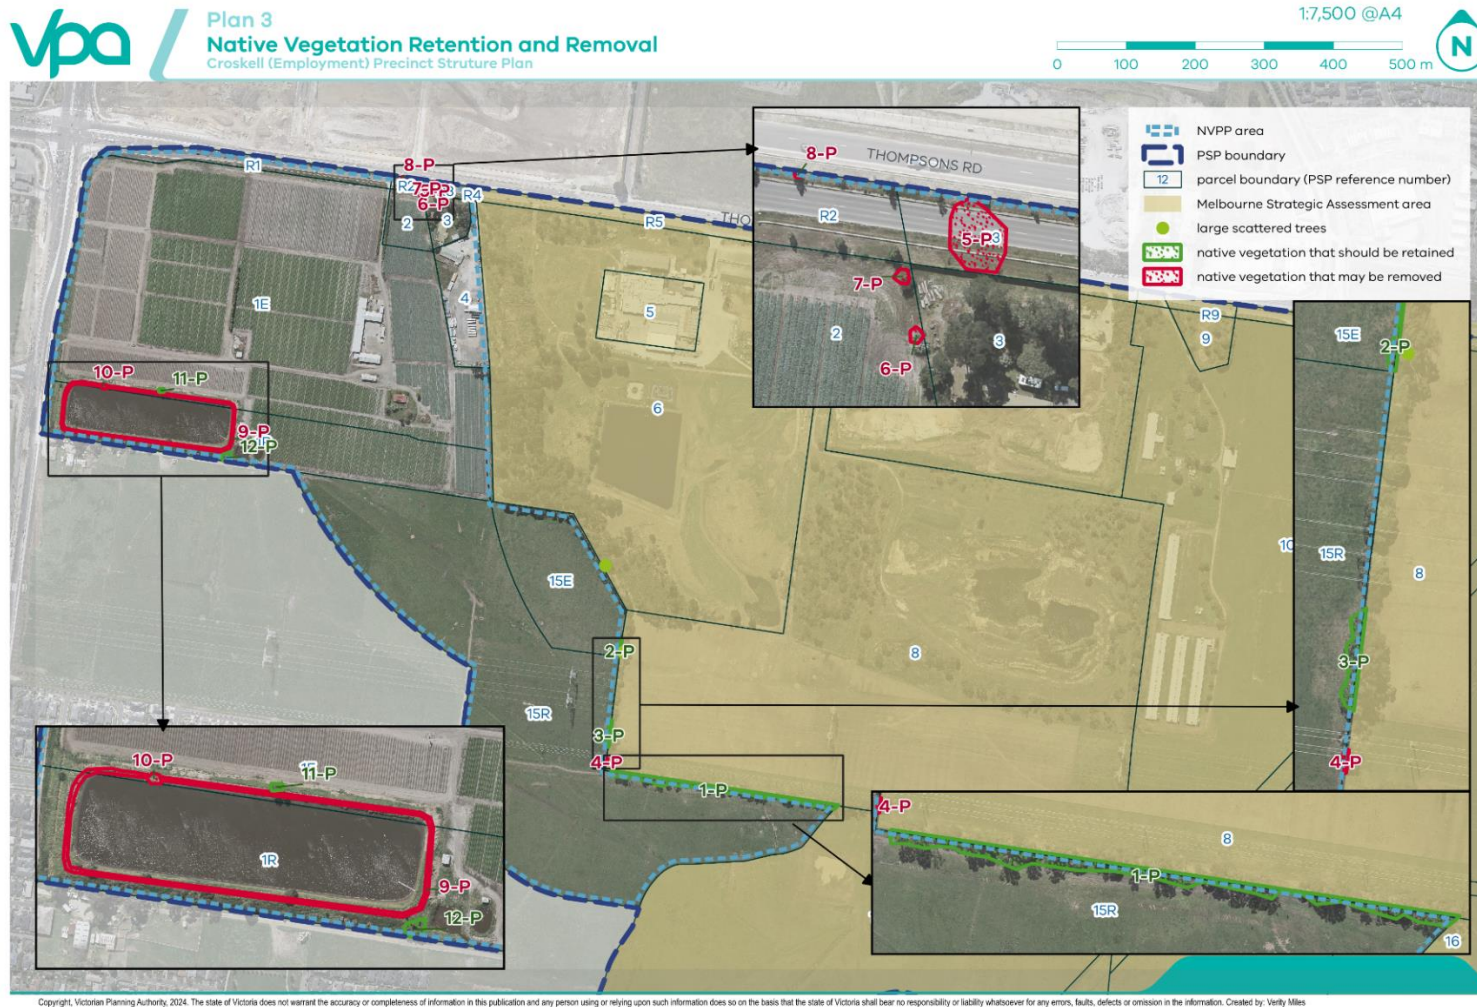 vpa
Plan 3
Native Vegetation Retention and Removal
Croskell (Employment) Precinct Struture Plan
1:7,500 @A4
0 100 200 300 400 500 m
N
NVPP area
PSP boundary
12 parcel boundary (PSP reference number)
Melbourne Strategic Assessment area
large scattered trees
native vegetation that should be retained
native vegetation that may be removed
R1
8-P
R2
7-P
6-P
3
R4
2
3
R5
THO
1E
4
5
6
R9
9
10-P
11-P
9-P
12-P
10
15E
8
2-P
15R
3-P
4-P
1-P
8-P
THOMPSONS RD
R2
5-P
3
7-P
2
3
6-P
15E
2-P
15R
8
3-P
4-P
10-P
11-P
1R
9-P
12-P
4-P
8
1-P
15R
16
Copyright, Victorian Planning Authority, 2024. The state of Victoria does not warrant the accuracy or completeness of information in this publication and any person using or relying upon such information does so on the basis that the state of Victoria shall bear no responsibility or liability whatsoever for any errors, faults, defects or omission in the information. Created by: Verity Miles